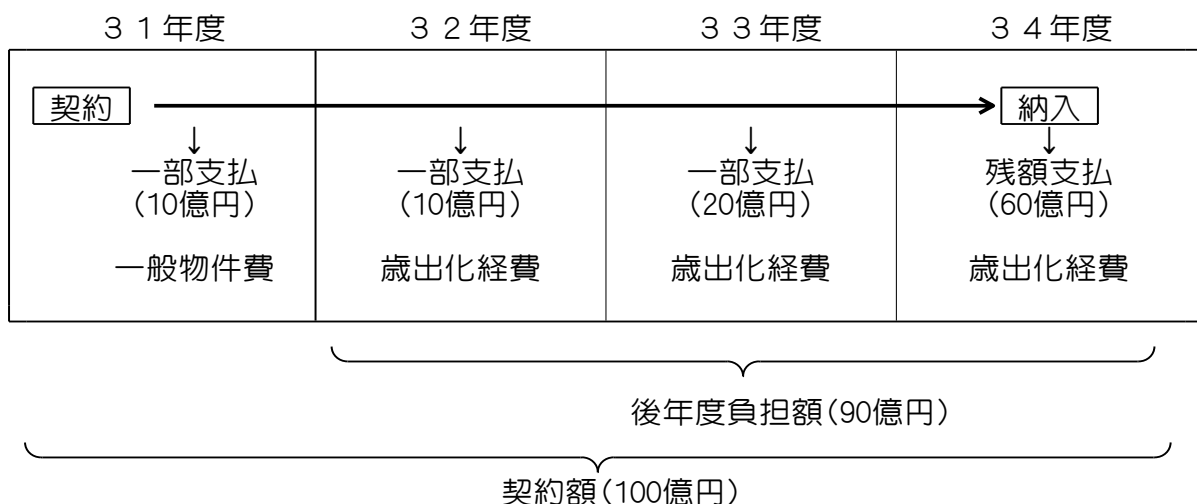 ３１年度 ３２年度 ３３年度 ３４年度
契約 納入
↓ ↓ ↓ ↓
一部支払 一部支払 一部支払 残額支払
(10億円) (10億円) (20億円) (60億円)
一般物件費 歳出化経費 歳出化経費 歳出化経費
後年度負担額(90億円)
契約額(100億円)